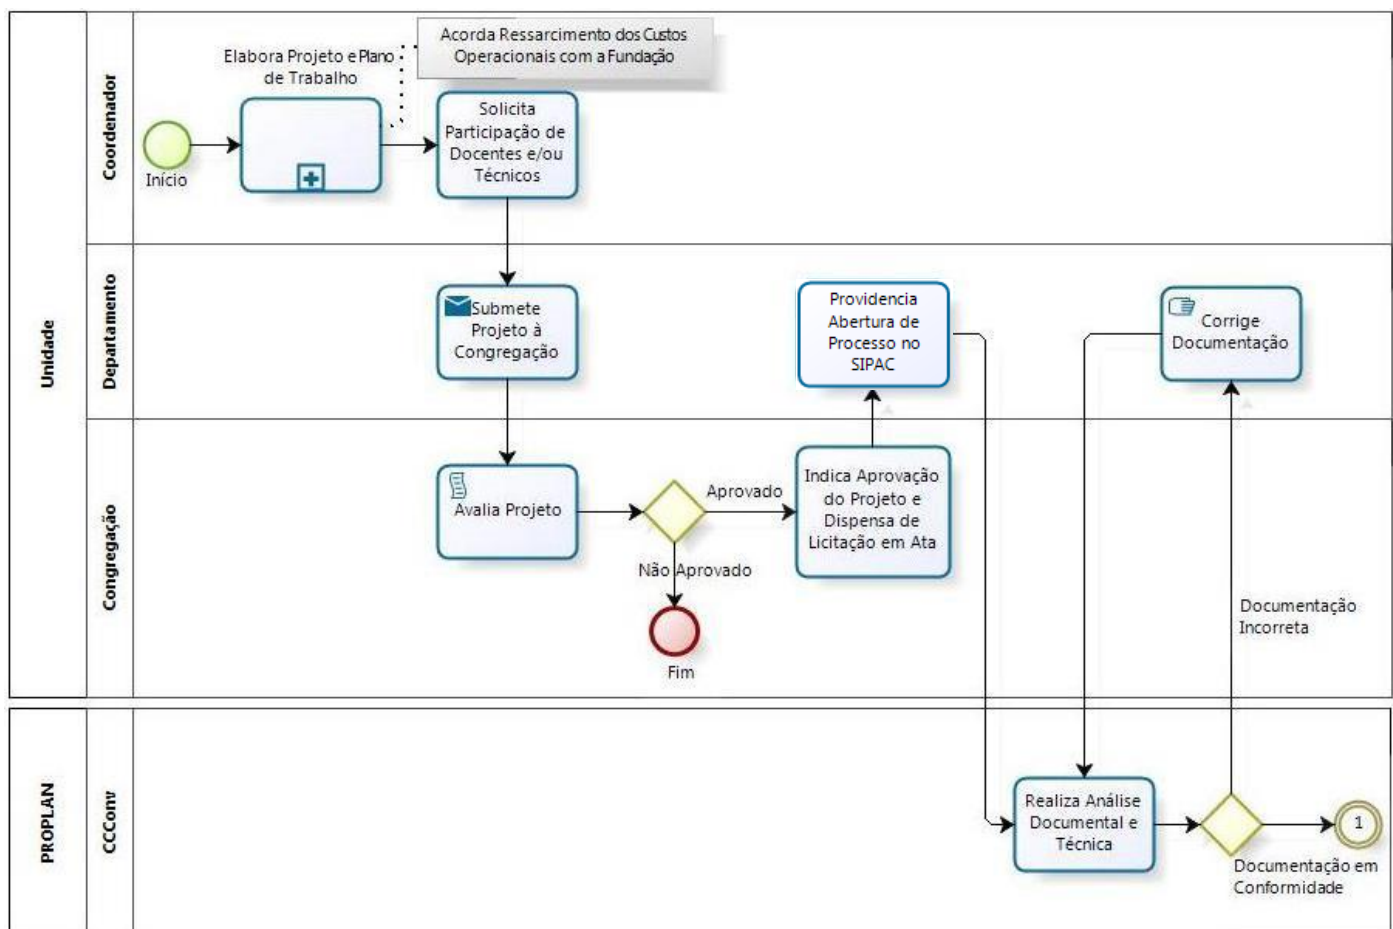 Unidade
Coordenador
Início
Elabora Projeto e Plano
de Trabalho
Acorda Ressarcimento dos Custos
Operacionais com a Fundação
Solicita
Participação de
Docentes e/ou
Técnicos
Departamento
Submete
Projeto à
Congregação
Providencia
Abertura de
Processo no
SIPAC
Corrige
Documentação
Congregação
Avalia Projeto
Aprovado
Não Aprovado
Fim
Indica Aprovação
do Projeto e
Dispensa de
Licitação em Ata
Documentação
Incorreta
PROPLAN
CCConv
Realiza Análise
Documental e
Técnica
1
Documentação em
Conformidade